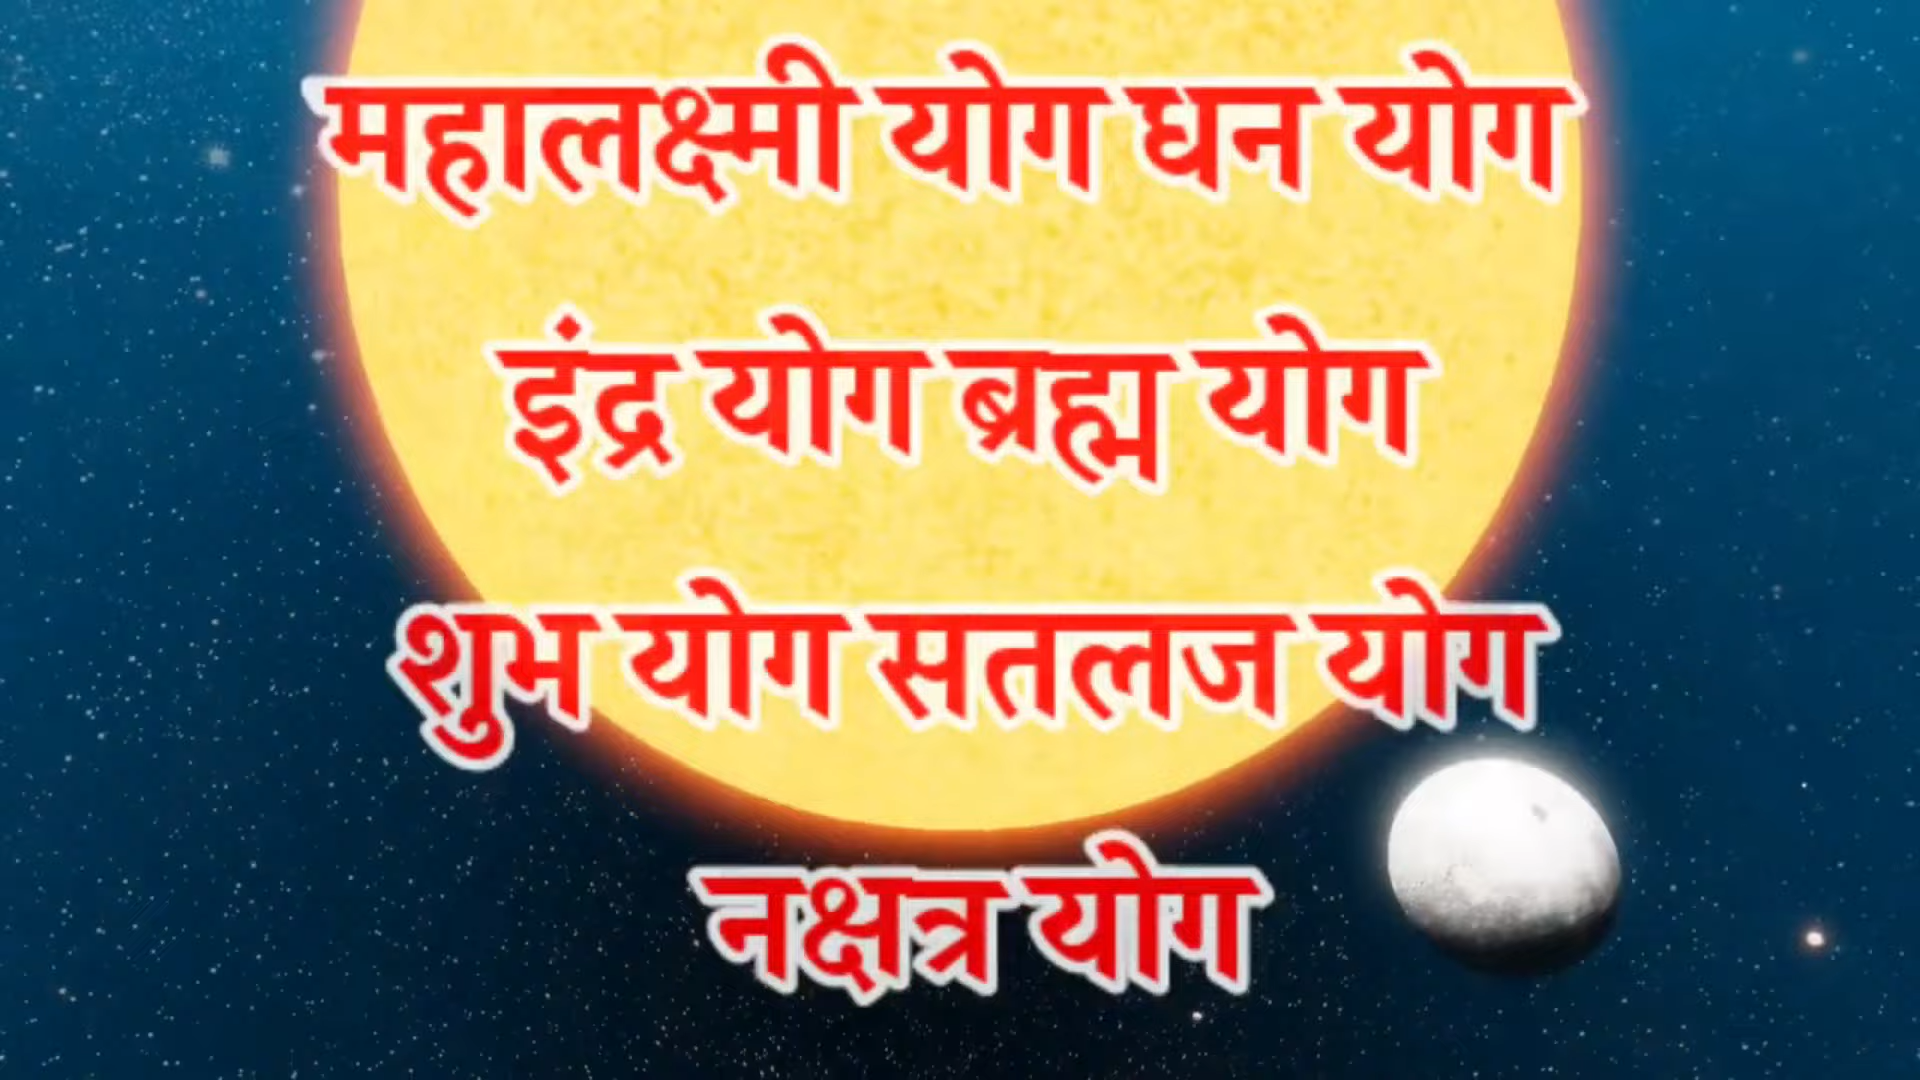 महालक्ष्मी योग धन योग
इंद्र योग ब्रह्म योग
शुभ योग सतलज योग
नक्षत्र योग